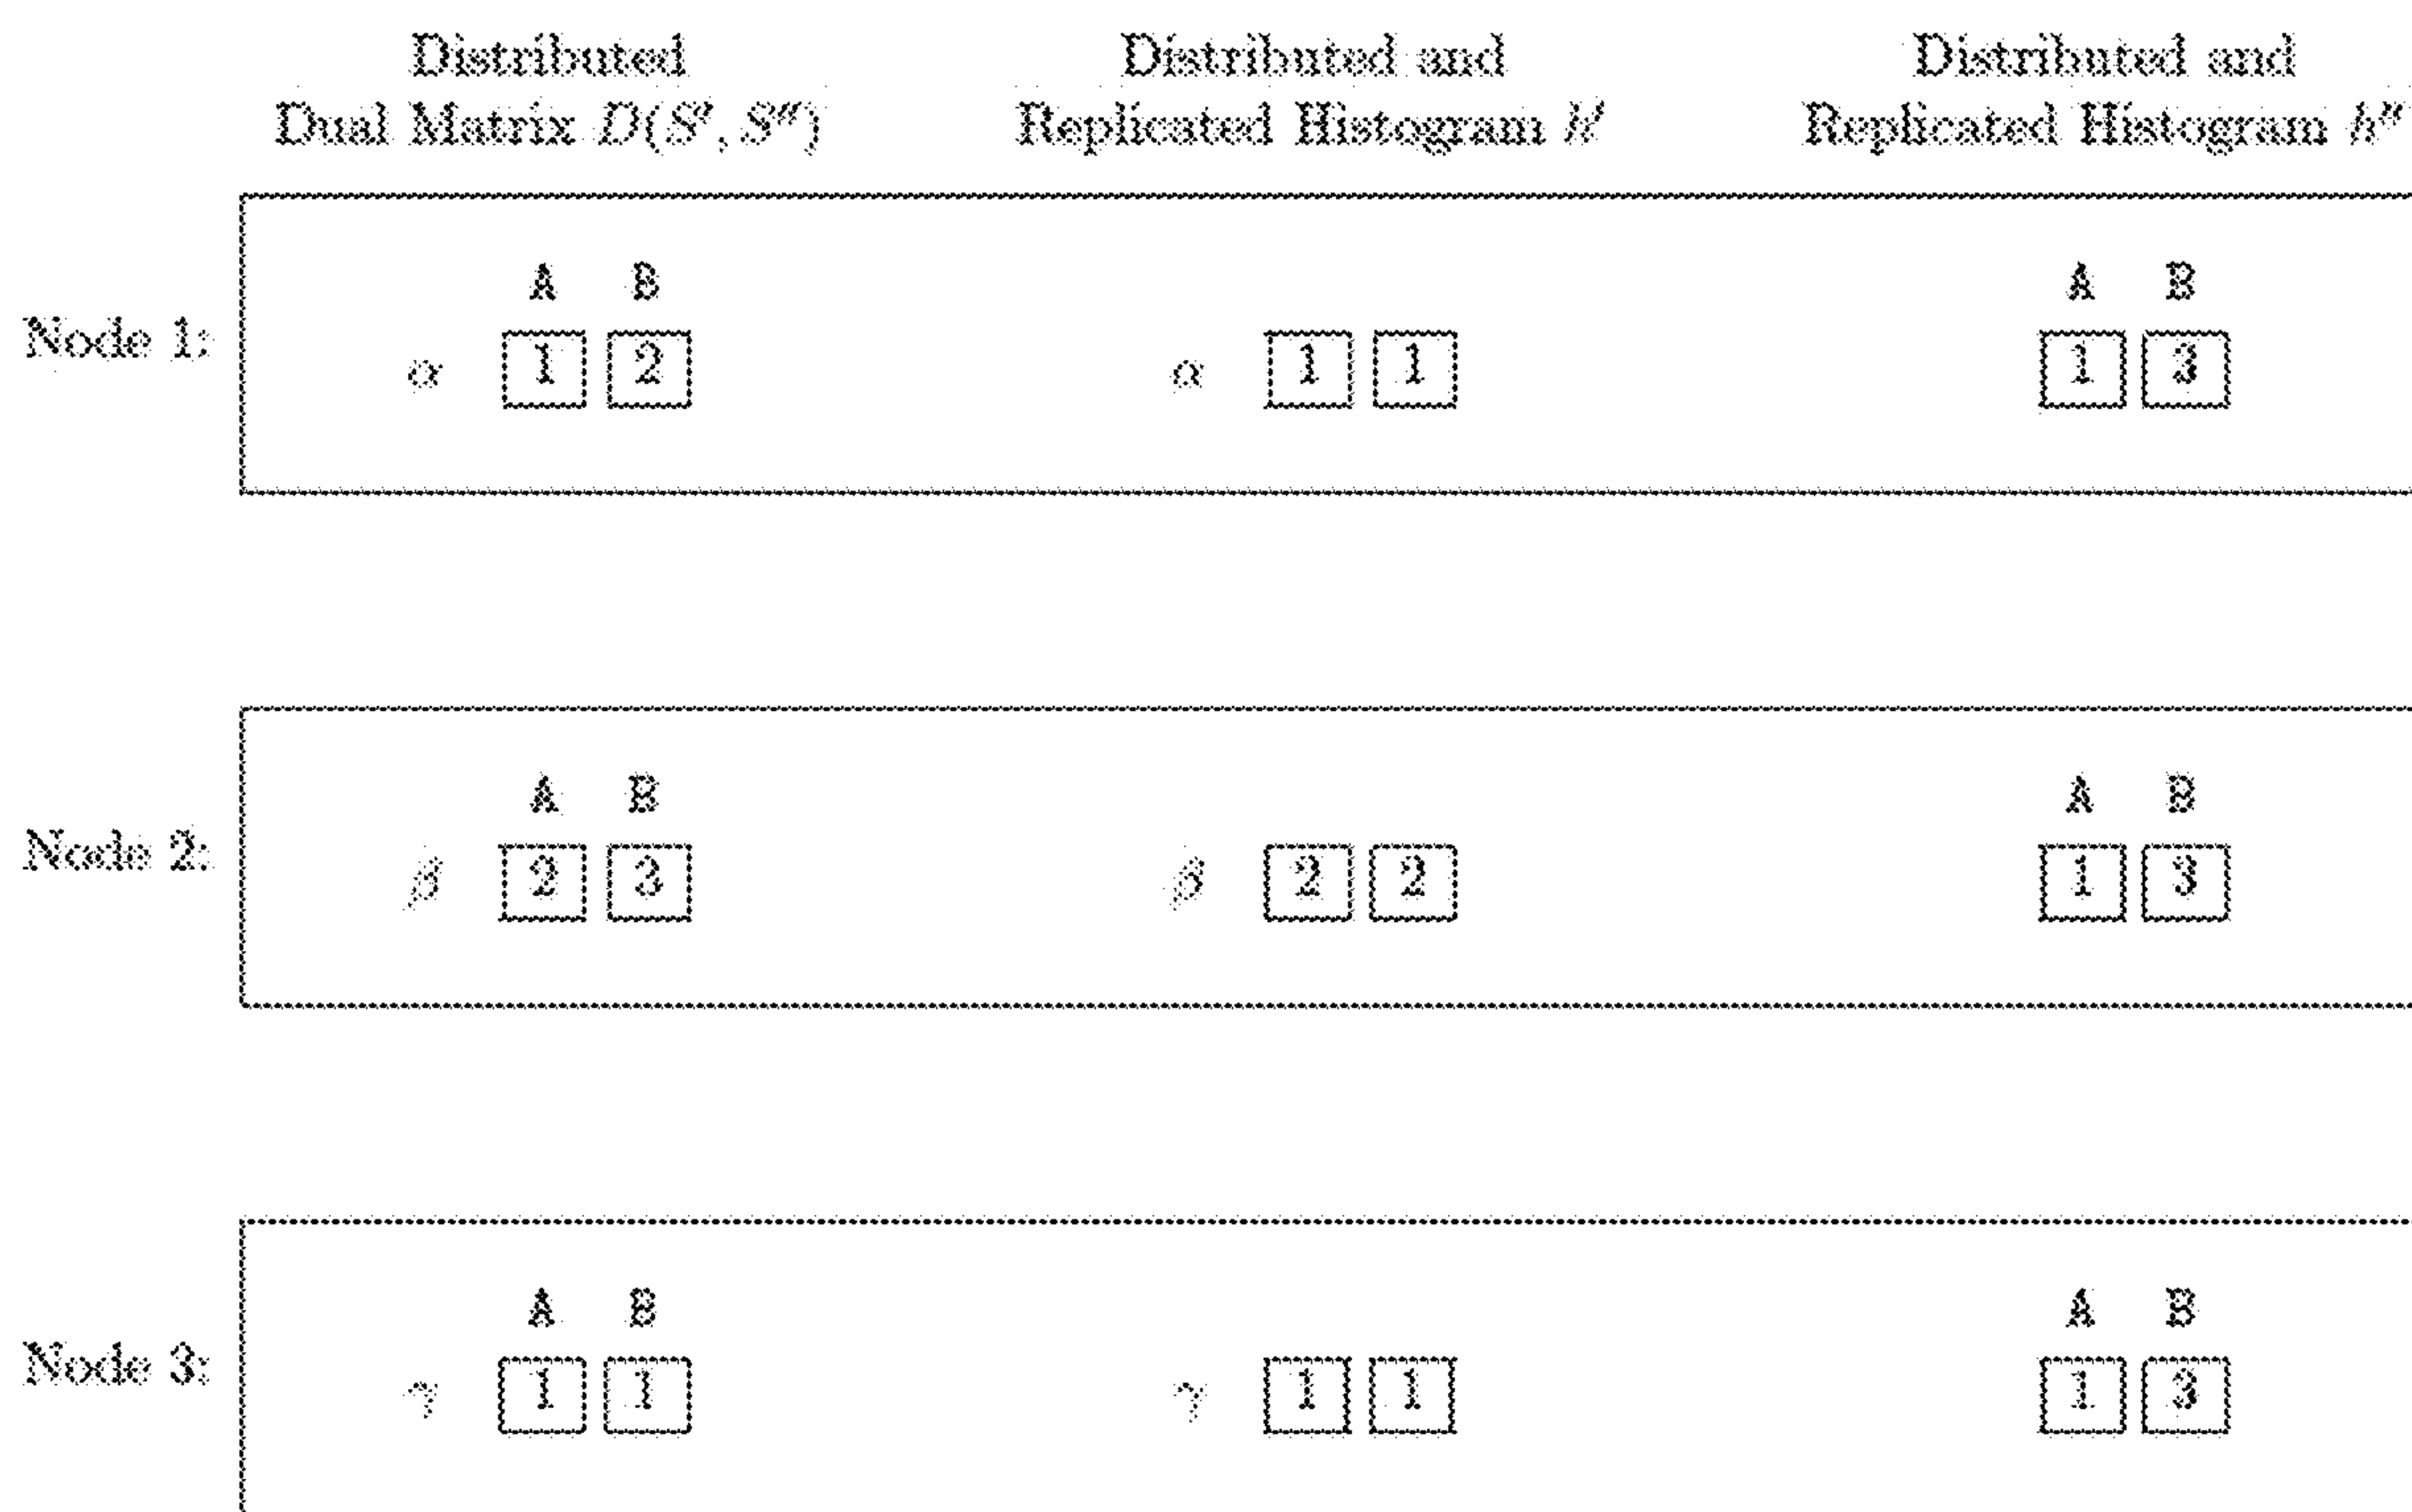 Distributed Distributed and Distributed and
Dual Matrix D(S′, S″) Replicated Histogram h′ Replicated Histogram h″
A B A B
Node 1: α 1 2 α 1 1 1 3
A B A B
Node 2: β 2 3 β 2 2 1 3
A B A B
Node 3: γ 1 1 γ 1 1 1 3